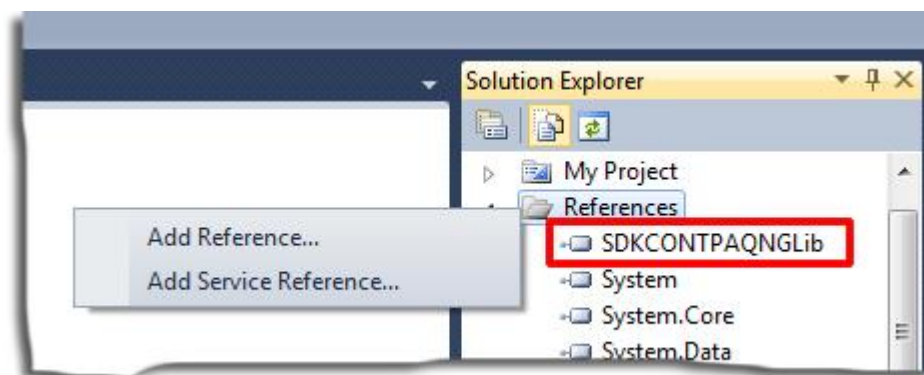 Solution Explorer
My Project
References
Add Reference...
SDKCONTPAQNGLib
Add Service Reference...
System
System.Core
System.Data